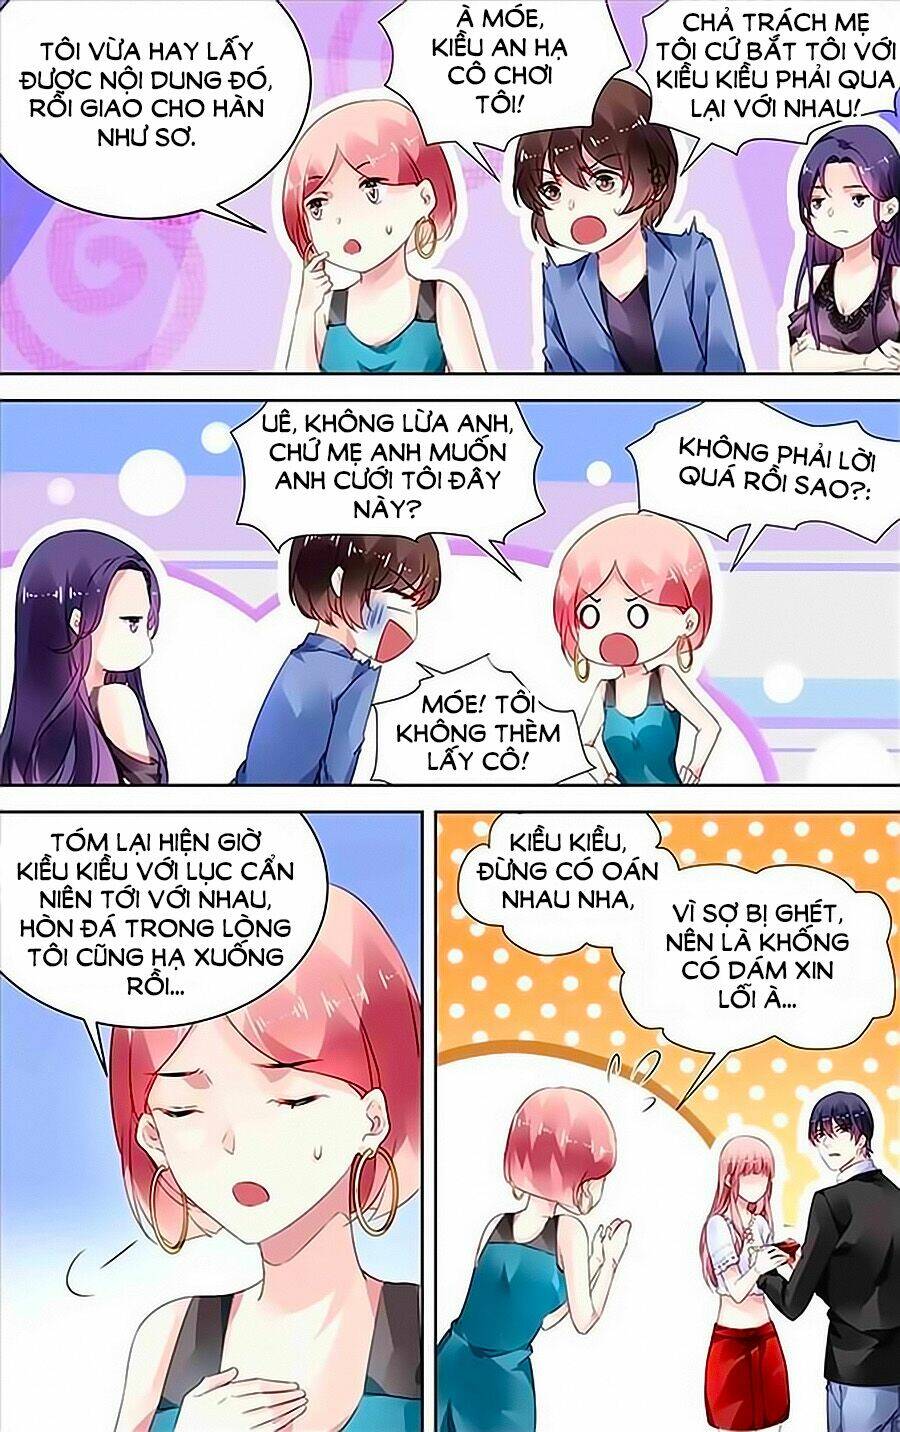 TÔI VỪA HAY LẤY
ĐƯỢC NỘI DUNG ĐÓ,
RỒI GIAO CHO HÀN
NHƯ SƠ.
À MÓE,
KIỀU AN HẠ
CÔ CHƠI
TÔI!
CHẢ TRÁCH MẸ
TÔI CỨ BẮT TÔI VỚI
KIỀU KIỀU PHẢI QUA
LẠI VỚI NHAU!
UÊ, KHÔNG LỪA ANH,
CHỨ MẸ ANH MUỐN
ANH CƯỚI TÔI ĐÂY
NÀY?
KHÔNG PHẢI LỜI
QUÁ RỒI SAO?:
MÓE! TÔI
KHÔNG THÈM
LẤY CÔ!
TÓM LẠI HIỆN GIỜ
KIỀU KIỀU VỚI LỤC CẨN
NIÊN TỚI VỚI NHAU,
HÒN ĐÁ TRONG LÒNG
TÔI CŨNG HẠ XUỐNG
RỒI...
KIỀU KIỀU,
ĐỪNG CÓ OÁN
NHAU NHA,
VÌ SỢ BỊ GHÉT,
NÊN LÀ KHỐNG
CÓ DÁM XIN
LỖI À...